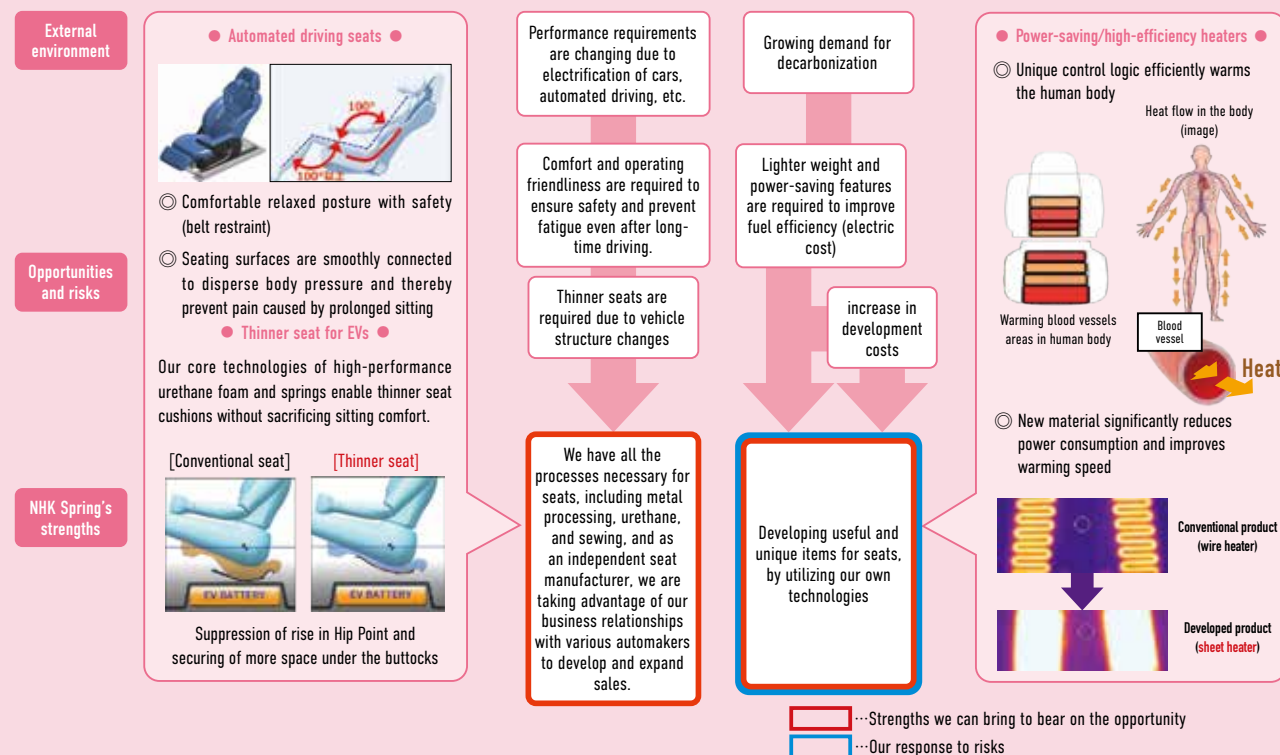 External
environment
Opportunities
and risks
NHK Spring's
strengths
● Automated driving seats ●
100°
100°以上
◎ Comfortable relaxed posture with safety
(belt restraint)
◎ Seating surfaces are smoothly connected
to disperse body pressure and thereby
prevent pain caused by prolonged sitting
● Thinner seat for EVs ●
Our core technologies of high-performance
urethane foam and springs enable thinner seat
cushions without sacrificing sitting comfort.
[Conventional seat]
[Thinner seat]
EV BATTERY
EV BATTERY
Suppression of rise in Hip Point and
securing of more space under the buttocks
Performance requirements
are changing due to
electrification of cars,
automated driving, etc.
Comfort and operating
friendliness are required to
ensure safety and prevent
fatigue even after long-
time driving.
Thinner seats are
required due to vehicle
structure changes
We have all the
processes necessary for
seats, including metal
processing, urethane,
and sewing, and as
an independent seat
manufacturer, we are
taking advantage of our
business relationships
with various automakers
to develop and expand
sales.
Growing demand for
decarbonization
Lighter weight and
power-saving features
are required to improve
fuel efficiency (electric
cost)
increase in
development
costs
Developing useful and
unique items for seats,
by utilizing our own
technologies
● Power-saving/high-efficiency heaters ●
◎ Unique control logic efficiently warms
the human body
Heat flow in the body
(image)
Warming blood vessels
areas in human body
Blood
vessel
Heat
◎ New material significantly reduces
power consumption and improves
warming speed
Conventional product
(wire heater)
Developed product
(sheet heater)
…Strengths we can bring to bear on the opportunity
…Our response to risks